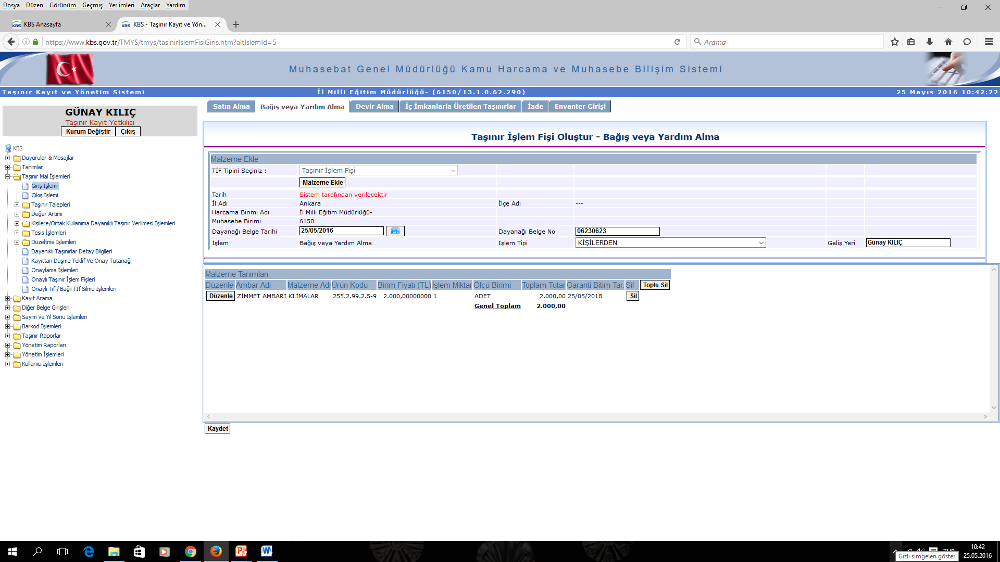 Dosya Düzen Görünüm Geçmiş Yer imleri Araçlar Yardım
KBS Anasayfa
KBS - Taşınır Kayıt ve Yön...
https://www.kbs.gov.tr/TMYS/tmys/tasinirIslemFisiGiris.htm?altIslemId=5
Arama
Muhasebat Genel Müdürlüğü Kamu Harcama ve Muhasebe Bilişim Sistemi
Taşınır Kayıt ve Yönetim Sistemi
İl Milli Eğitim Müdürlüğü- (6150/13.1.0.62.290)
25 Mayıs 2016 10:42:22
GÜNAY KILIÇ
Taşınır Kayıt Yetkilisi
Kurum Değiştir Çıkış
KBS
Duyurular & Mesajlar
Tanımlar
Taşınır Mal İşlemleri
Giriş İşlemi
Çıkış İşlemi
Taşınır Talepleri
Değer Artımı
Kişilere/Ortak Kullanıma Dayanıklı Taşınır Verilmesi İşlemleri
Tesis İşlemleri
Düzeltme İşlemleri
Dayanıklı Taşınırlar Detay Bilgileri
Kayıttan Düşme Teklif Ve Onay Tutanağı
Onaylama İşlemleri
Onaylı Taşınır İşlem Fişleri
Onaylı Tif / Bağlı Tİf Silme İşlemleri
Kayıt Arama
Diğer Belge Girişleri
Sayım ve Yıl Sonu İşlemleri
Barkod İşlemleri
Taşınır Raporlar
Yönetim Raporları
Yönetim İşlemleri
Kullanıcı İşlemleri
Satın Alma Bağış veya Yardım Alma Devir Alma İç İmkanlarla Üretilen Taşınırlar İade Envanter Girişi
Taşınır İşlem Fişi Oluştur - Bağış veya Yardım Alma
Malzeme Ekle
TİF Tipini Seçiniz : Taşınır İşlem Fişi
Malzeme Ekle
Tarih Sistem tarafından verilecektir
İl Adı Ankara İlçe Adı ---
Harcama Birimi Adı İl Milli Eğitim Müdürlüğü-
Muhasebe Birimi 6150
Dayanağı Belge Tarihi 25/05/2016 Dayanağı Belge No 06230623
İşlem Bağış veya Yardım Alma İşlem Tipi KİŞİLERDEN Geliş Yeri Günay KILIÇ
Malzeme Tanımları
Düzenle Ambar Adı Malzeme Adı Ürün Kodu Birim Fiyatı (TL) İşlem Miktar Ölçü Birimi Toplam Tutar Garanti Bitim Tar. Sil Toplu Sil
Düzenle ZİMMET AMBARI KLİMALAR 255.2.99.2.5-9 2.000,00000000 1 ADET 2.000,00 25/05/2018 Sil
Genel Toplam 2.000,00
Kaydet
10:42
25.05.2016
Gizli simgeleri göster